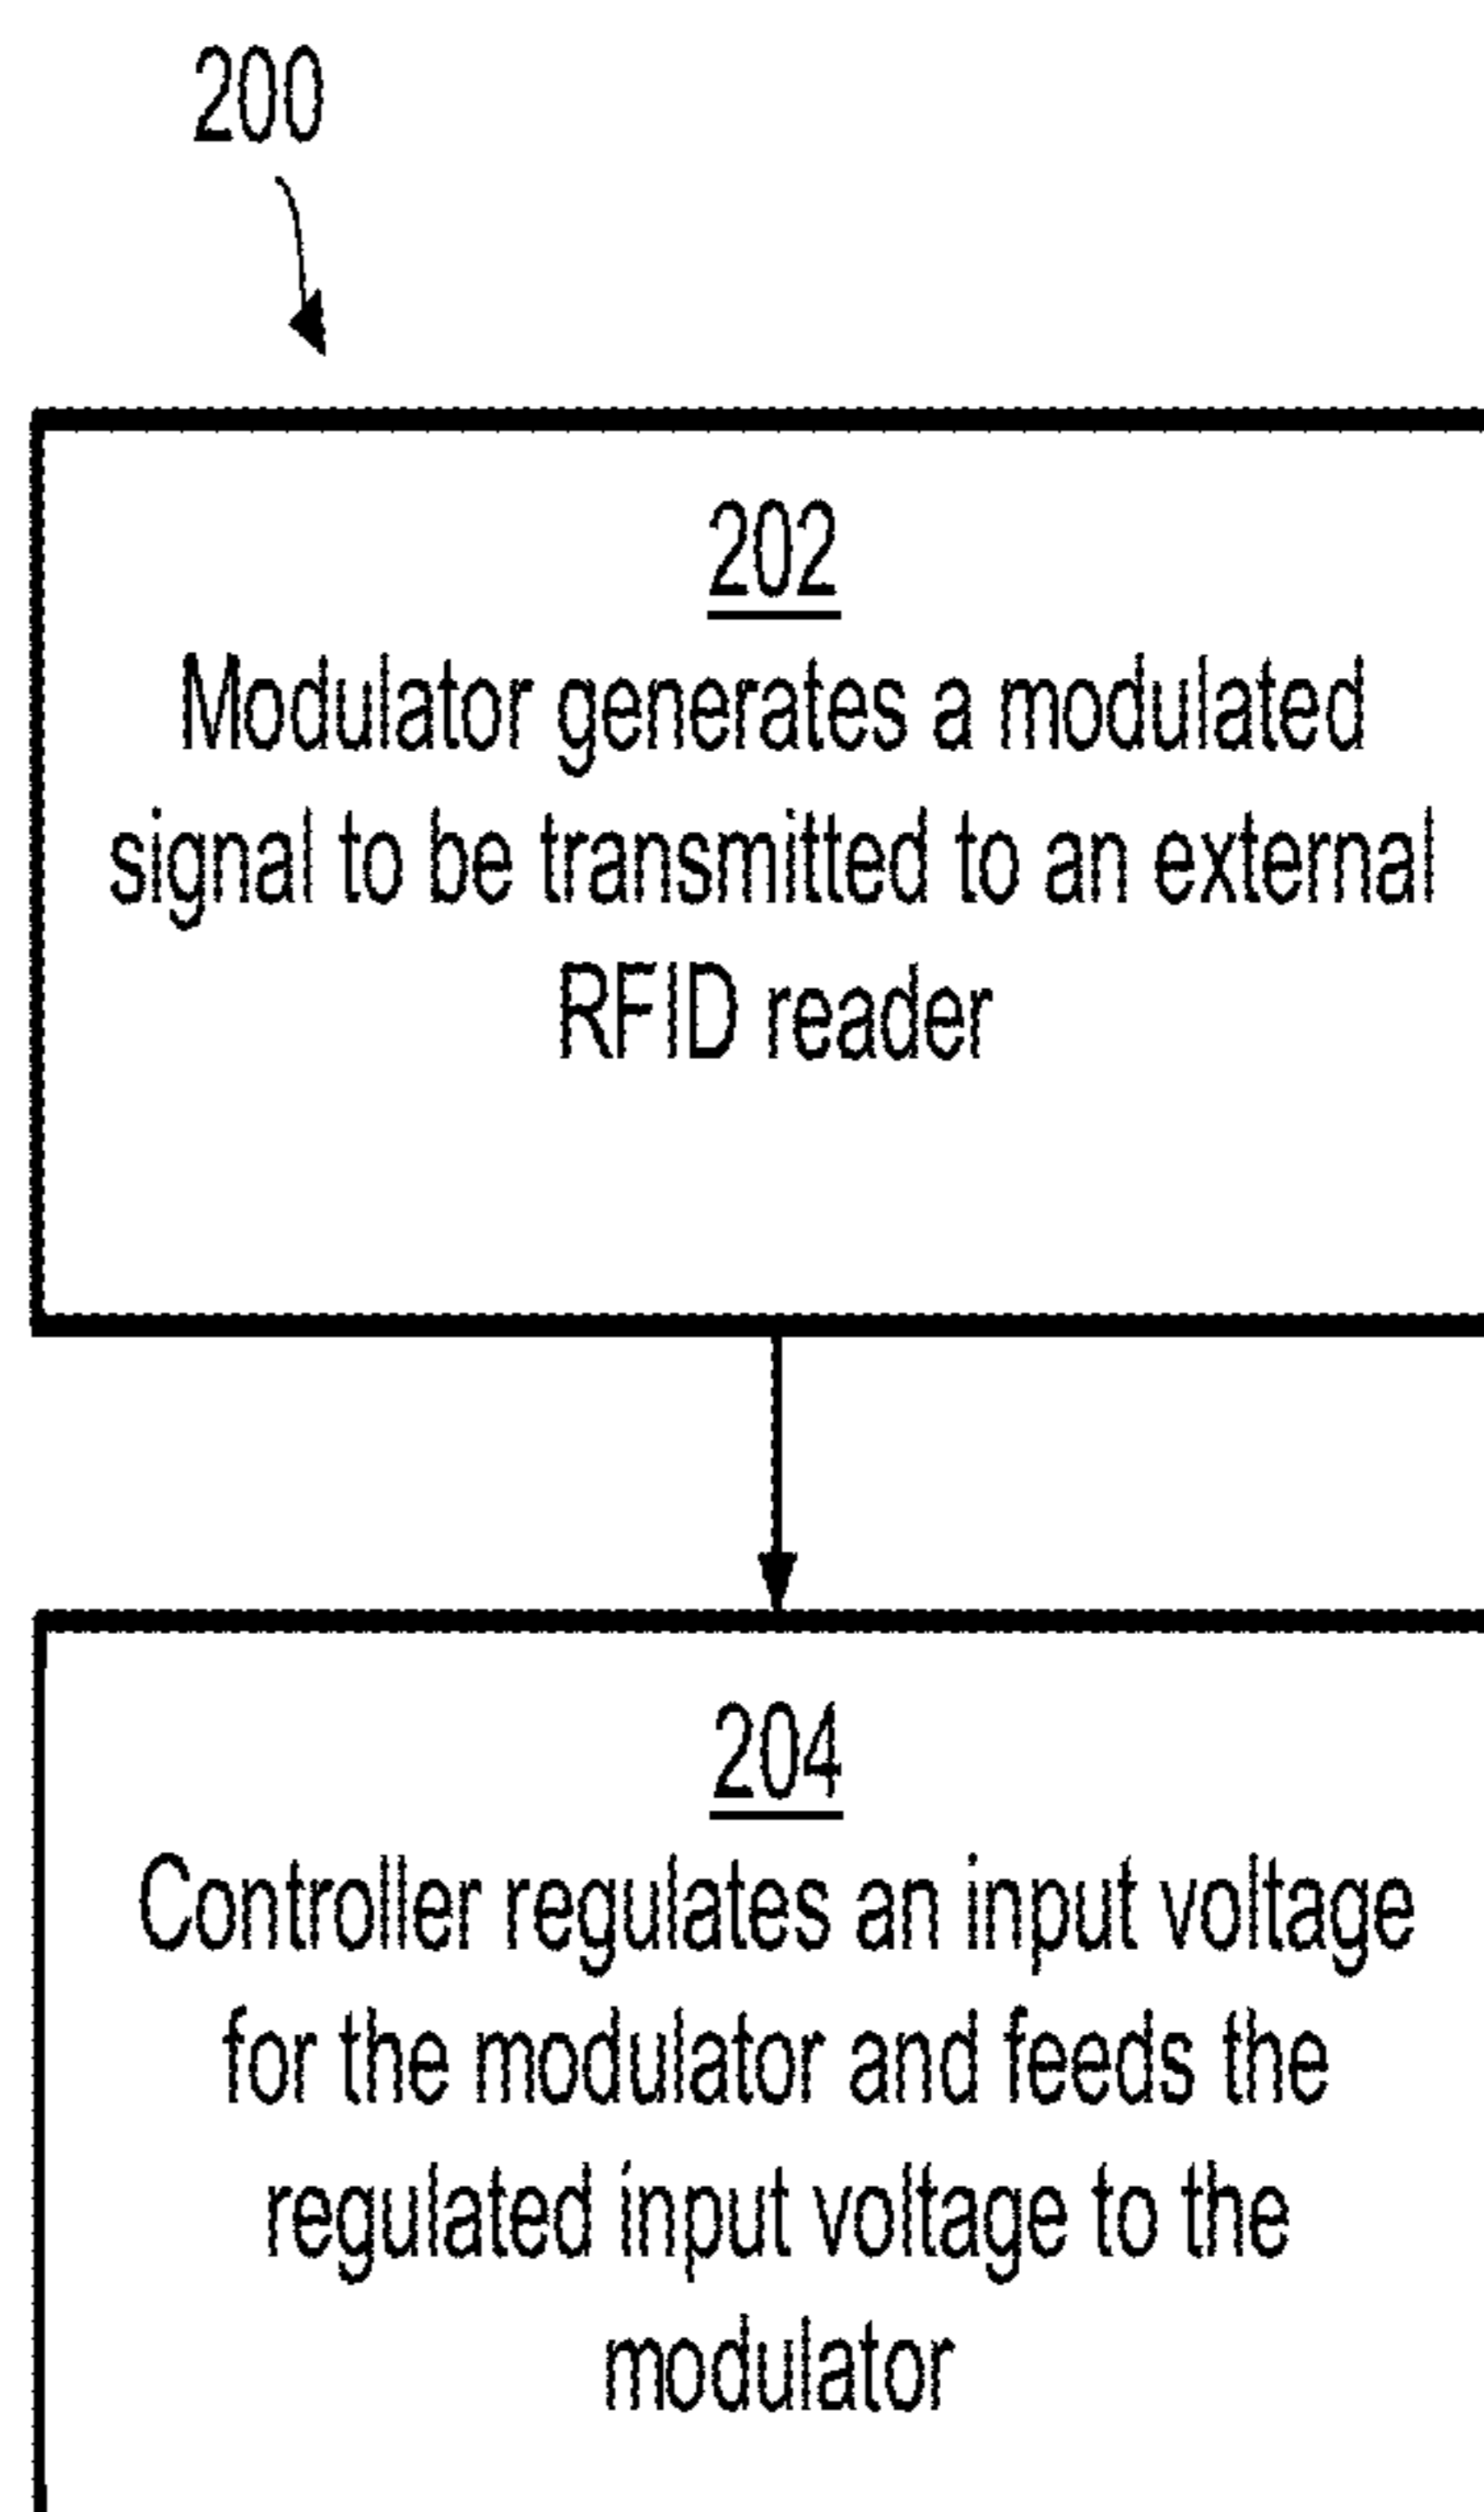 200
202
Modulator generates a modulated
signal to be transmitted to an external
RFID reader
204
Controller regulates an input voltage
for the modulator and feeds the
regulated input voltage to the
modulator